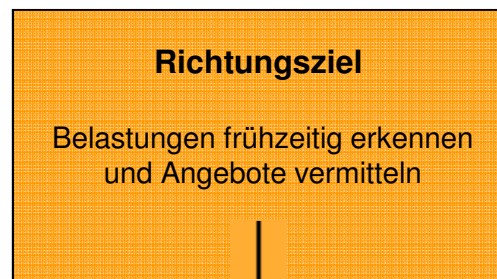 Richtungsziel
Belastungen frühzeitig erkennen
und Angebote vermitteln